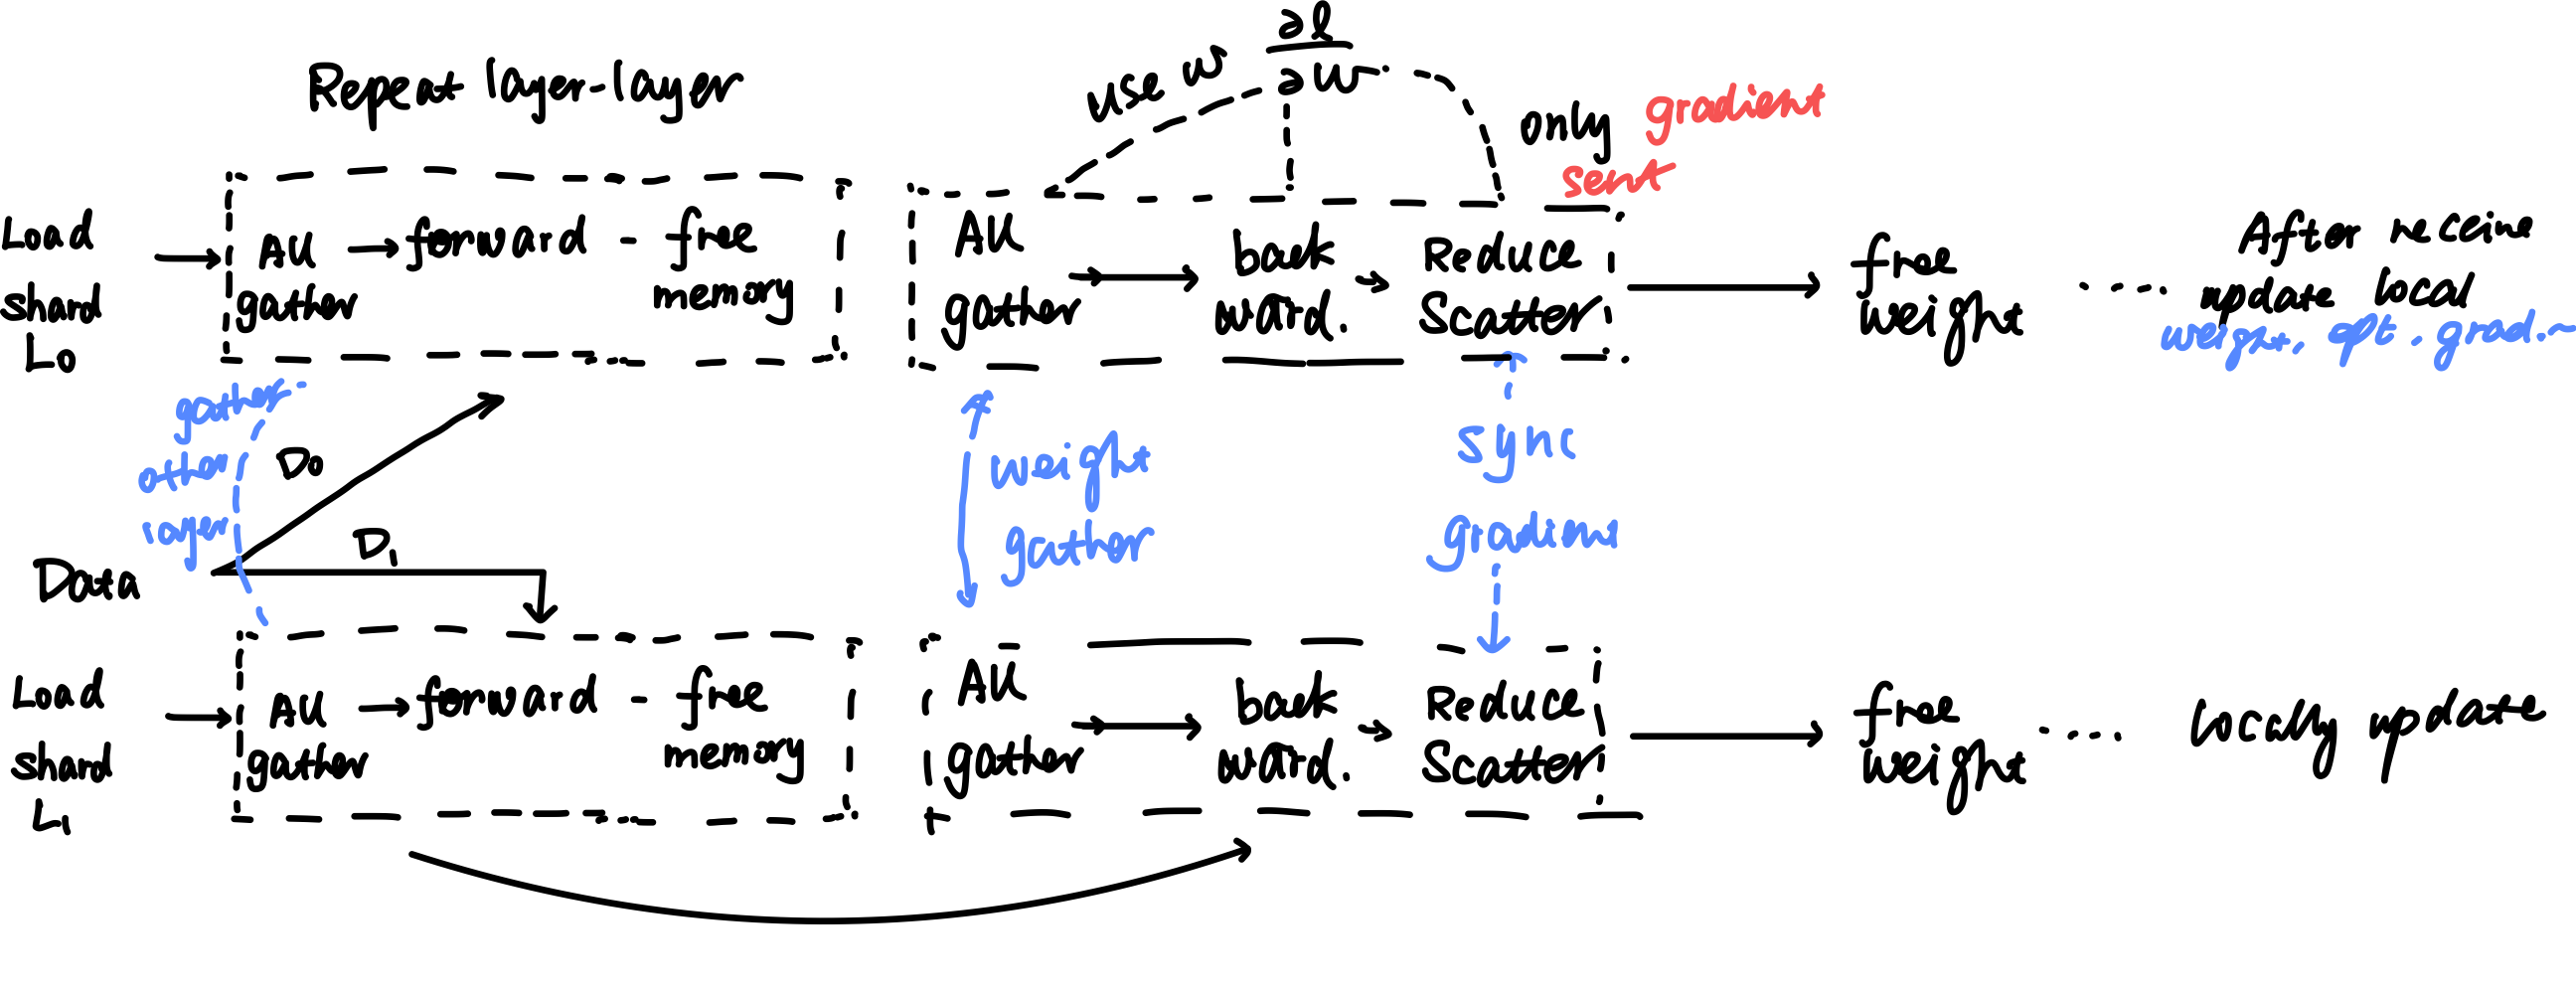 ∂l
use w
∂w
Repeat layer-layer
only gradient
sent
Load
shard
L0
All
gather
forward - free
memory
All
gather
back
ward.
Reduce
Scatter
free
weight
After receive
update local
weight, opt. grad. ~
gather
other
layer
D0
D1
Data
weight
gather
sync
gradient
Load
shard
L1
All
gather
forward - free
memory
All
gather
back
ward.
Reduce
Scatter
free
weight
locally update